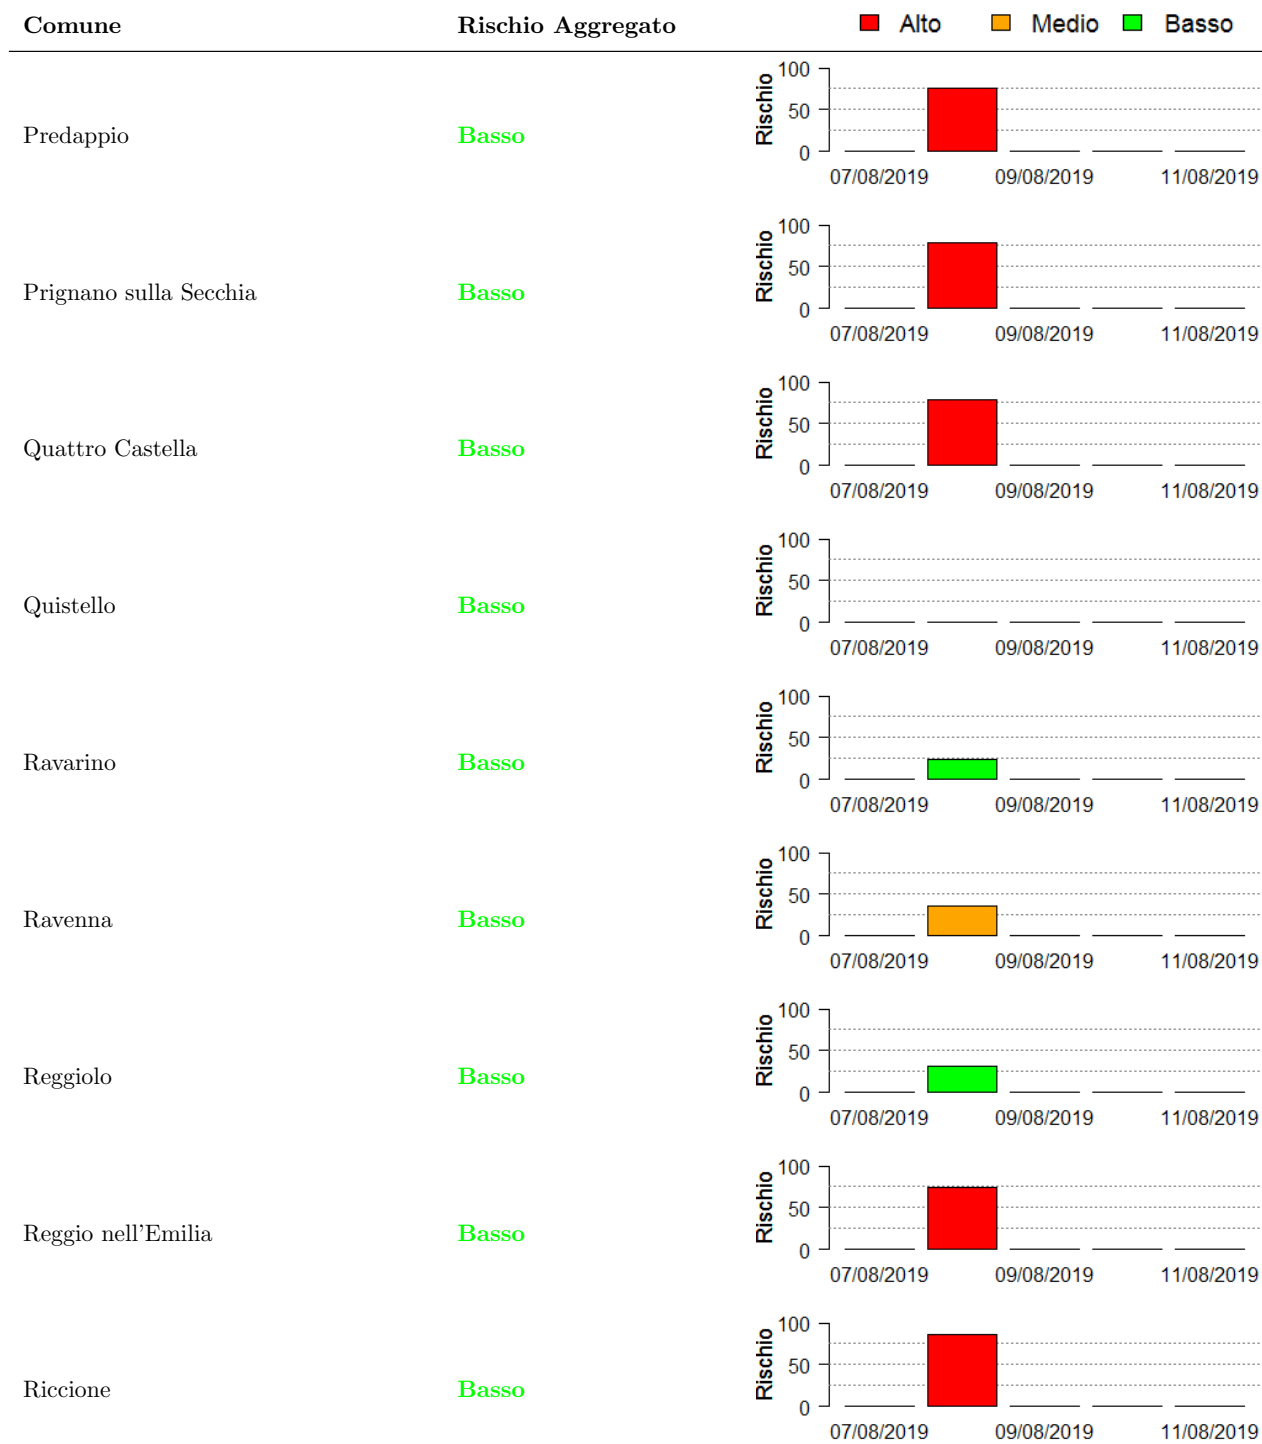 Comune Rischio Aggregato Alto Medio Basso
100
50
0
Rischio
Predappio Basso
07/08/2019 09/08/2019 11/08/2019
100
50
0
Rischio
Prignano sulla Secchia Basso
07/08/2019 09/08/2019 11/08/2019
100
50
0
Rischio
Quattro Castella Basso
07/08/2019 09/08/2019 11/08/2019
100
50
0
Rischio
Quistello Basso
07/08/2019 09/08/2019 11/08/2019
100
50
0
Rischio
Ravarino Basso
07/08/2019 09/08/2019 11/08/2019
100
50
0
Rischio
Ravenna Basso
07/08/2019 09/08/2019 11/08/2019
100
50
0
Rischio
Reggiolo Basso
07/08/2019 09/08/2019 11/08/2019
100
50
0
Rischio
Reggio nell'Emilia Basso
07/08/2019 09/08/2019 11/08/2019
100
50
0
Rischio
Riccione Basso
07/08/2019 09/08/2019 11/08/2019